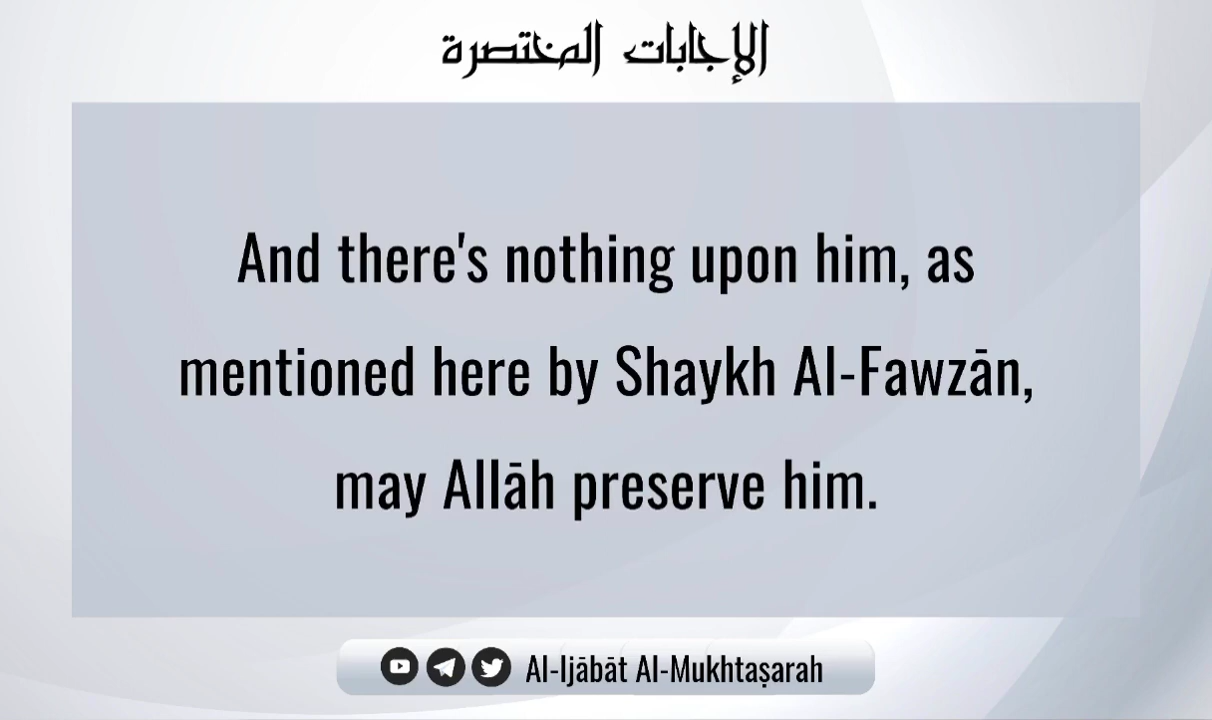 الإجابات المختصرة
And there's nothing upon him, as
mentioned here by Shaykh Al-Fawzān,
may Allāh preserve him.
Al-Ijābāt Al-Mukhtaṣarah